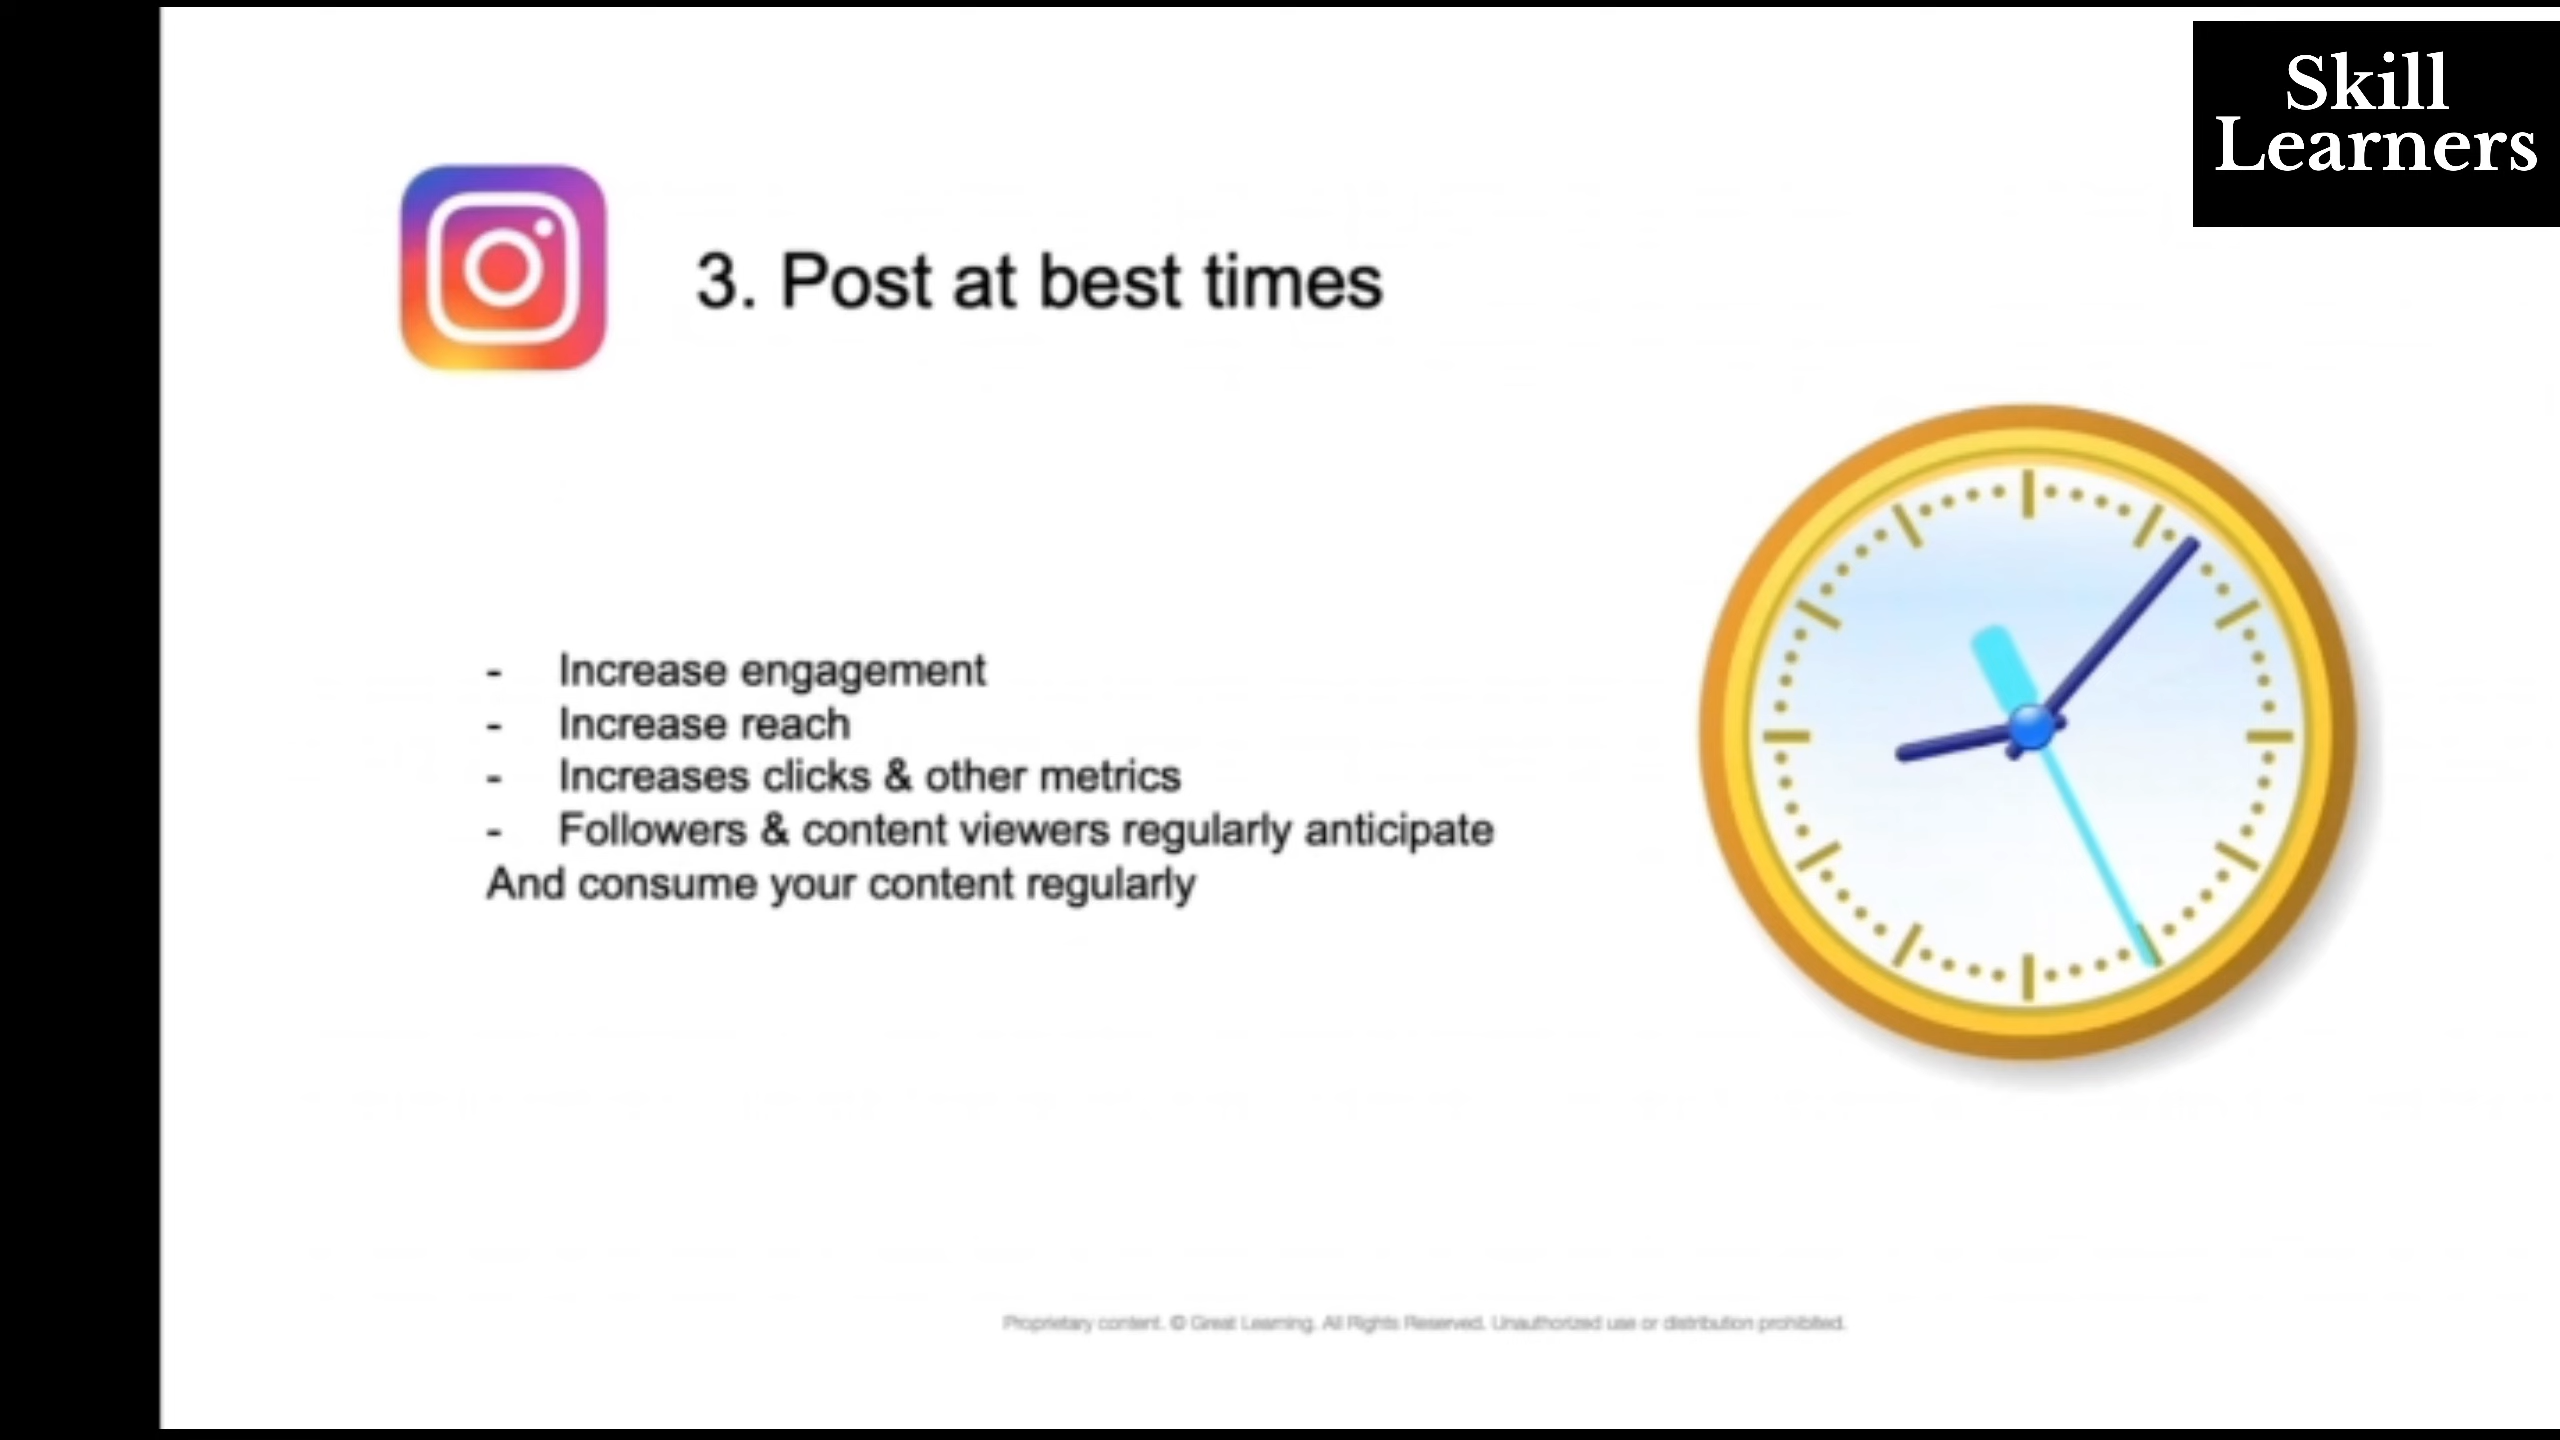 Skill
Learners
3. Post at best times
- Increase engagement
- Increase reach
- Increases clicks & other metrics
- Followers & content viewers regularly anticipate
And consume your content regularly
Proprietary content. © Great Learning. All Rights Reserved. Unauthorized use or distribution prohibited.